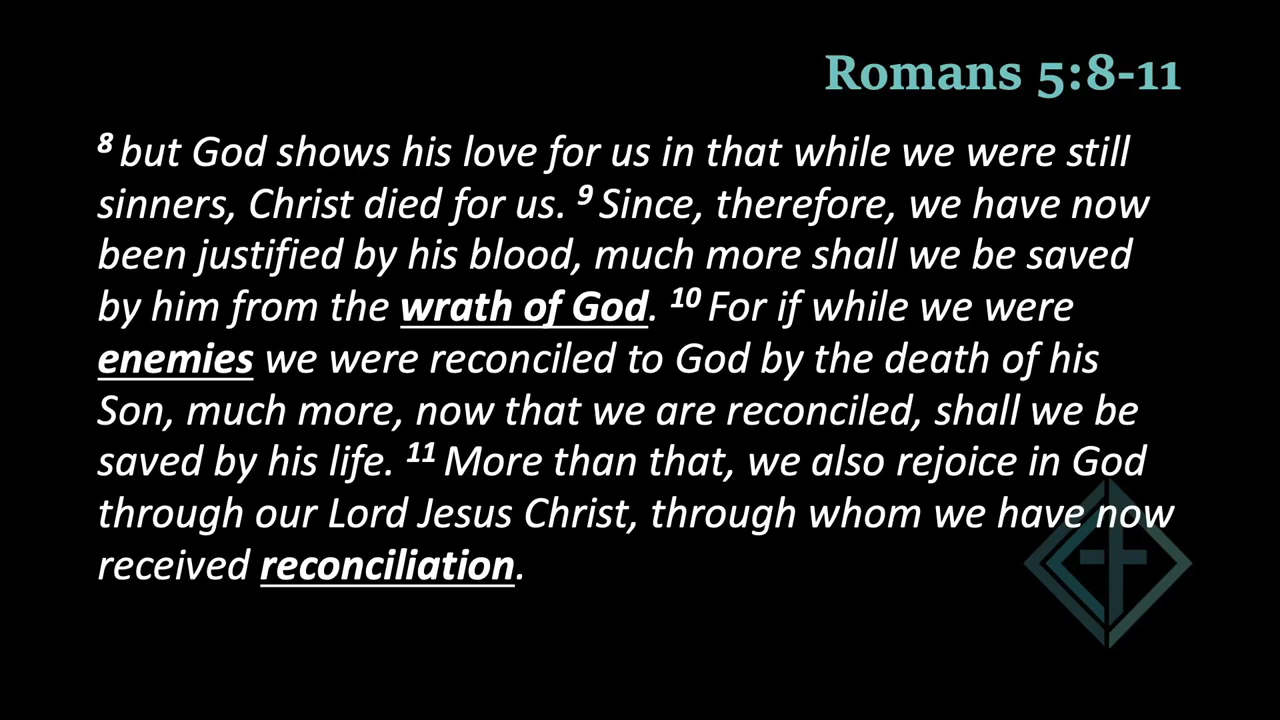 Romans 5:8-11
8 but God shows his love for us in that while we were still
sinners, Christ died for us. 9 Since, therefore, we have now
been justified by his blood, much more shall we be saved
by him from the wrath of God. 10 For if while we were
enemies we were reconciled to God by the death of his
Son, much more, now that we are reconciled, shall we be
saved by his life. 11 More than that, we also rejoice in God
through our Lord Jesus Christ, through whom we have now
received reconciliation.